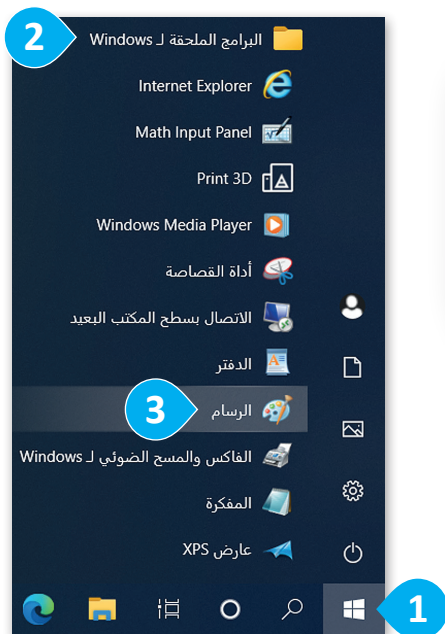 2
البرامج الملحقة لـ Windows
Internet Explorer
Math Input Panel
Print 3D
Windows Media Player
أداة القصاصة
الاتصال بسطح المكتب البعيد
الدفتر
الرسام
3
الفاكس والمسح الضوئي لـ Windows
المفكرة
عارض XPS
1